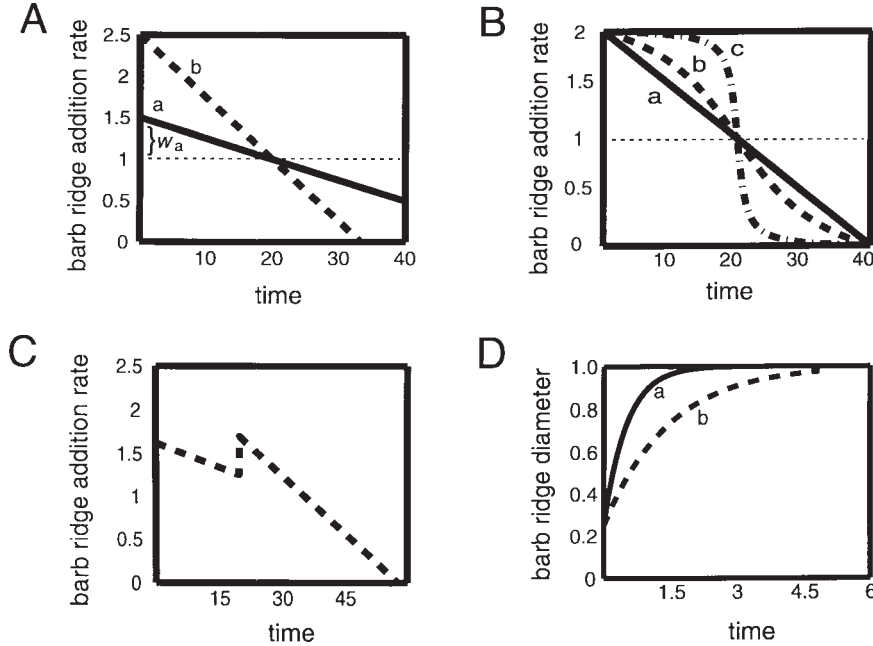 A
barb ridge addition rate
2.5
2
1.5
1
0.5
0
a
b
}wa
10
20
30
40
time
B
barb ridge addition rate
2
1.5
1
0.5
0
a
b
c
10
20
30
40
time
C
barb ridge addition rate
2.5
2
1.5
1
0.5
0
15
30
45
time
D
barb ridge diameter
1.0
0.8
0.6
0.4
0.2
0
a
b
1.5
3
4.5
6
time